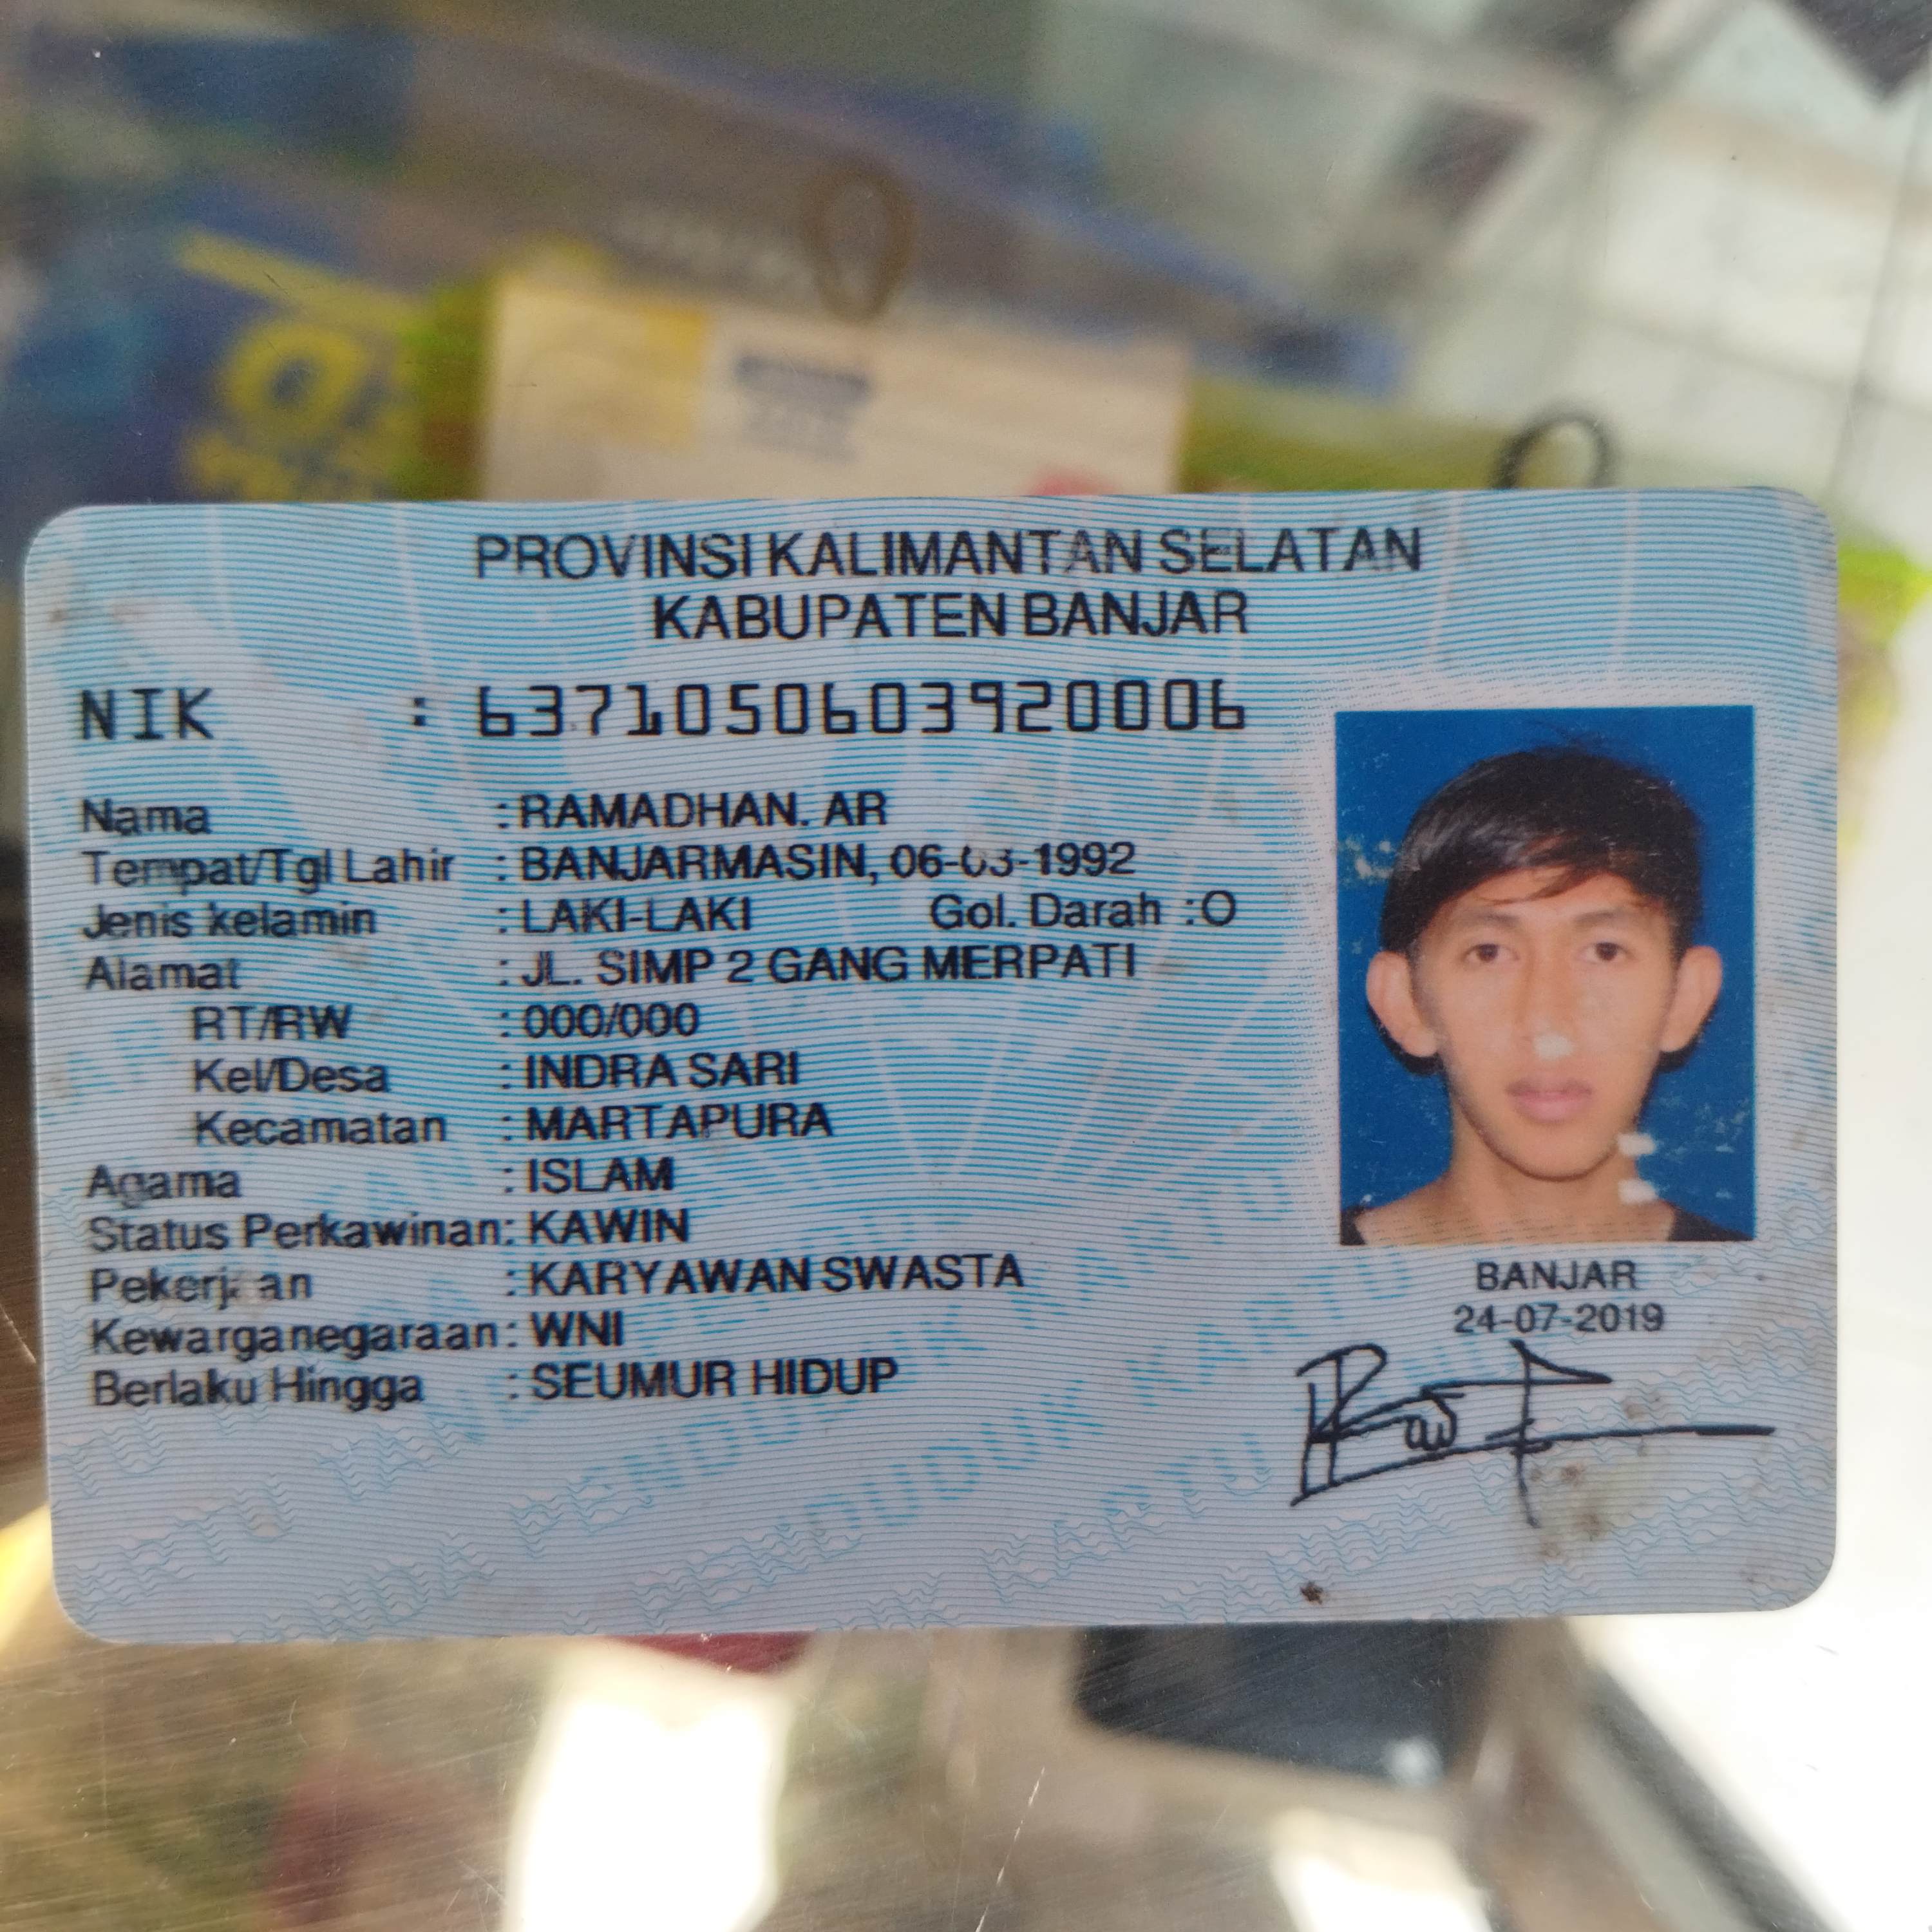 PROVINSI KALIMANTAN SELATAN
KABUPATEN BANJAR
NIK : 6371050603920006
Nama : RAMADHAN. AR
Tempat/Tgl Lahir : BANJARMASIN, 06-03-1992
Jenis kelamin : LAKI-LAKI Gol. Darah : O
Alamat : JL. SIMP 2 GANG MERPATI
RT/RW : 000/000
Kel/Desa : INDRA SARI
Kecamatan : MARTAPURA
Agama : ISLAM
Status Perkawinan : KAWIN
Pekerjaan : KARYAWAN SWASTA
Kewarganegaraan : WNI
Berlaku Hingga : SEUMUR HIDUP
BANJAR
24-07-2019